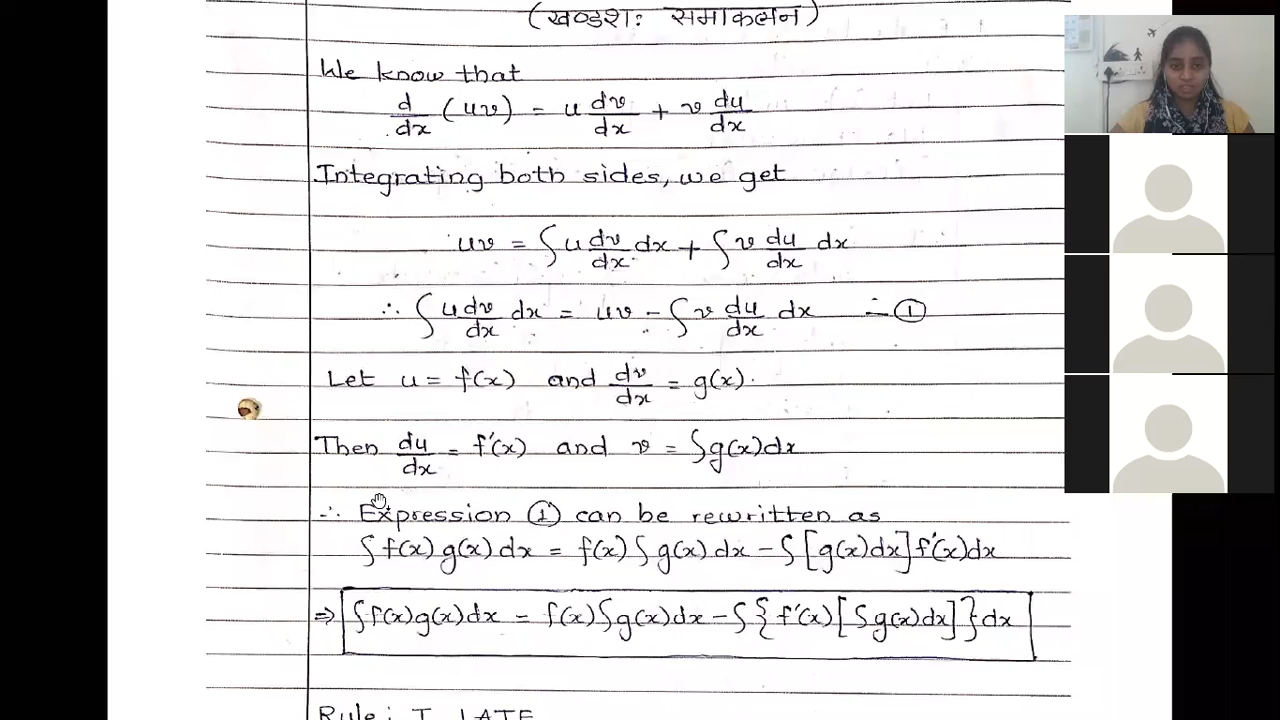 (खण्डशः समाकलन)
We know that
d/dx (uv) = u dv/dx + v du/dx
Integrating both sides, we get
uv = ∫u dv/dx dx + ∫v du/dx dx
∴ ∫u dv/dx dx = uv - ∫v du/dx dx ∴ ①
Let u = f(x) and dv/dx = g(x).
Then du/dx = f'(x) and v = ∫g(x)dx
∴ Expression ① can be rewritten as
∫f(x)g(x)dx = f(x)∫g(x)dx - ∫[g(x)dx]f'(x)dx
⇒ ∫f(x)g(x)dx = f(x)∫g(x)dx - ∫{f'(x)[∫g(x)dx]}dx
Rule: I LATE